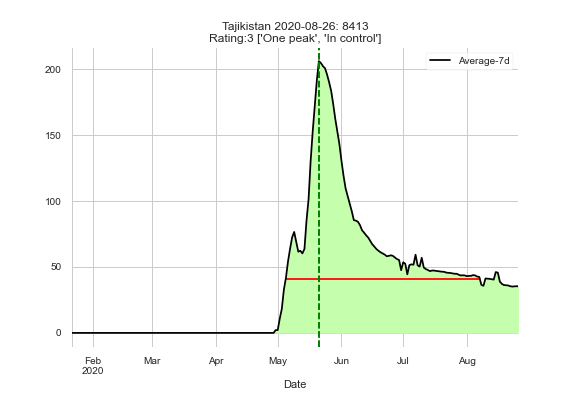 Tajikistan 2020-08-26: 8413
Rating:3 ['One peak', 'In control']
Average-7d
200
150
100
50
0
Feb Mar Apr May Jun Jul Aug
2020
Date